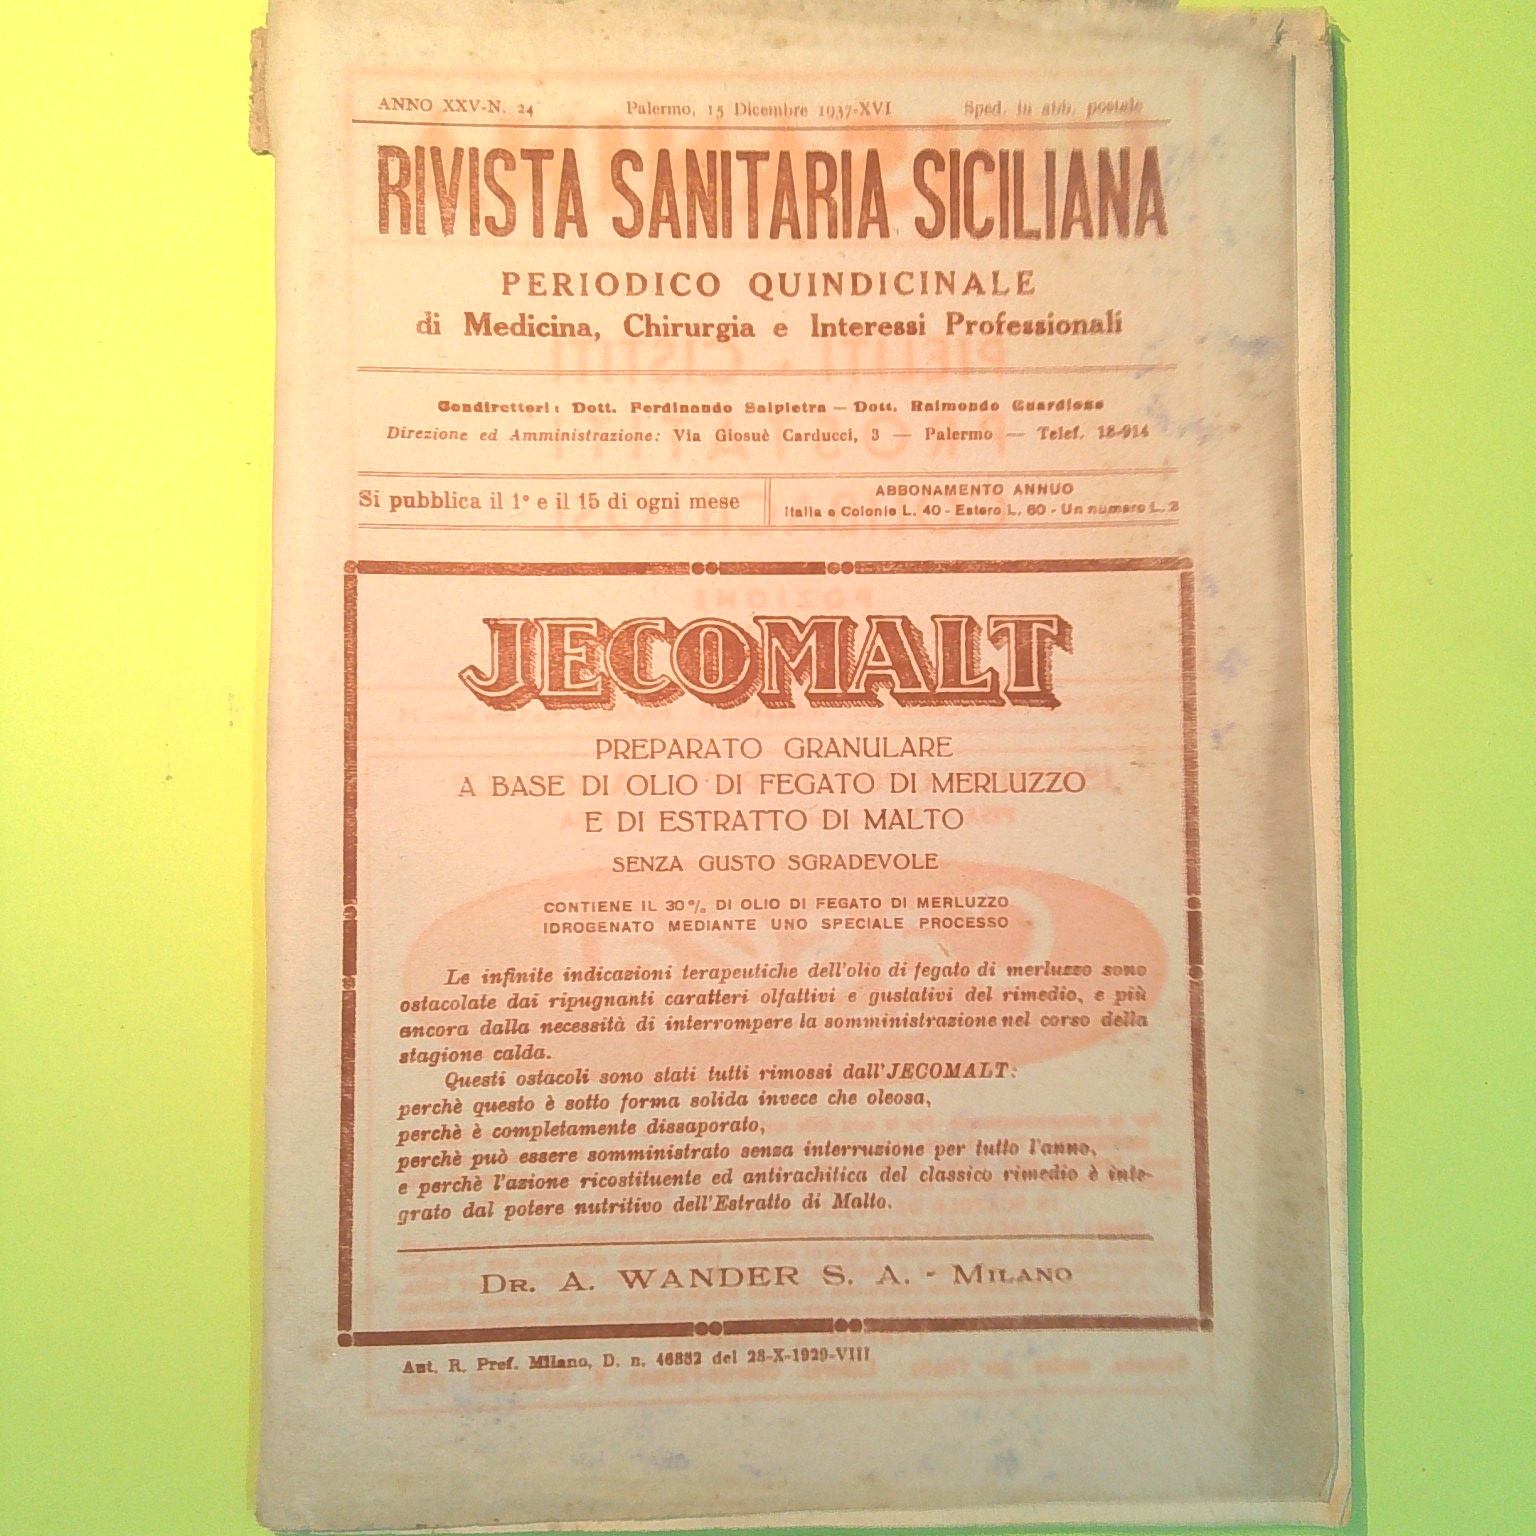 ANNO XXV-N. 24 Palermo, 15 Dicembre 1937-XVI Sped. in abb. postale
RIVISTA SANITARIA SICILIANA
PERIODICO QUINDICINALE
di Medicina, Chirurgia e Interessi Professionali
Condirettori: Dott. Ferdinando Salpietra — Dott. Raimondo Guardione
Direzione ed Amministrazione: Via Giosuè Carducci, 3 — Palermo — Telef. 18-914
Si pubblica il 1° e il 15 di ogni mese
ABBONAMENTO ANNUO
Italia e Colonie L. 40 - Estero L. 60 - Un numero L. 2
JECOMALT
PREPARATO GRANULARE
A BASE DI OLIO DI FEGATO DI MERLUZZO
E DI ESTRATTO DI MALTO
SENZA GUSTO SGRADEVOLE
CONTIENE IL 30% DI OLIO DI FEGATO DI MERLUZZO
IDROGENATO MEDIANTE UNO SPECIALE PROCESSO
Le infinite indicazioni terapeutiche dell'olio di fegato di merluzzo sono
ostacolate dai ripugnanti caratteri olfattivi e gustativi del rimedio, e più
ancora dalla necessità di interrompere la somministrazione nel corso della
stagione calda.
Questi ostacoli sono stati tutti rimossi dall'JECOMALT:
perchè questo è sotto forma solida invece che oleosa,
perchè è completamente dissaporato,
perchè può essere somministrato senza interruzione per tutto l'anno,
e perchè l'azione ricostituente ed antirachitica del classico rimedio è inte-
grato dal potere nutritivo dell'Estratto di Malto.
DR. A. WANDER S. A. - MILANO
Aut. R. Pref. Milano, D. n. 46882 del 28-X-1929-VIII